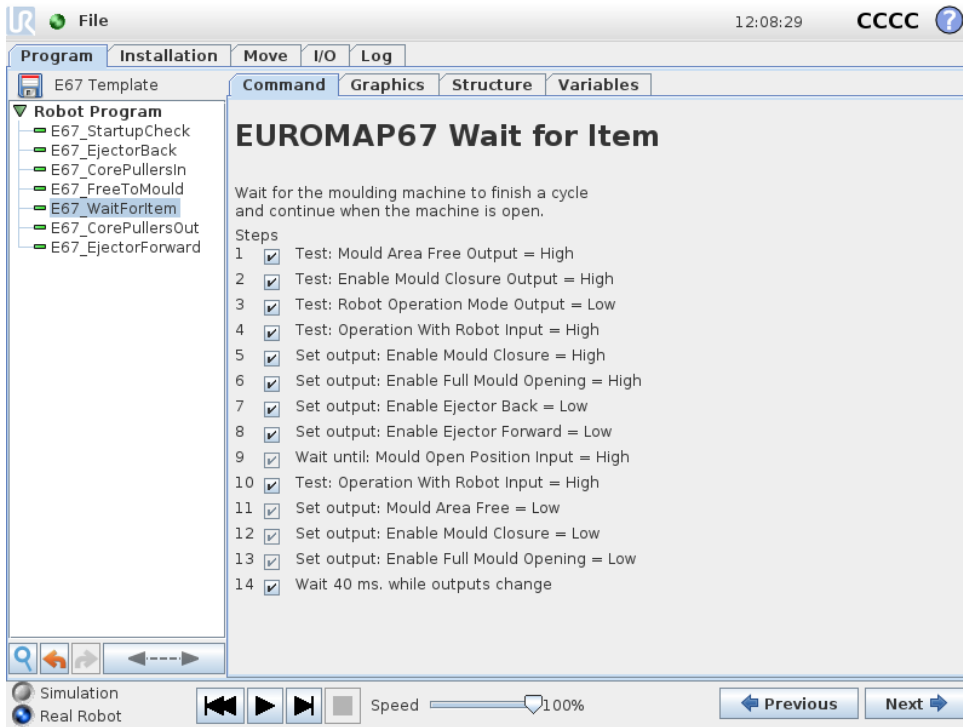 UR File 12:08:29 CCCC ?
Program Installation Move I/O Log
E67 Template Command Graphics Structure Variables
Robot Program
E67_StartupCheck
E67_EjectorBack
E67_CorePullersIn
E67_FreeToMould
E67_WaitForItem
E67_CorePullersOut
E67_EjectorForward
EUROMAP67 Wait for Item
Wait for the moulding machine to finish a cycle
and continue when the machine is open.
Steps
1 Test: Mould Area Free Output = High
2 Test: Enable Mould Closure Output = High
3 Test: Robot Operation Mode Output = Low
4 Test: Operation With Robot Input = High
5 Set output: Enable Mould Closure = High
6 Set output: Enable Full Mould Opening = High
7 Set output: Enable Ejector Back = Low
8 Set output: Enable Ejector Forward = Low
9 Wait until: Mould Open Position Input = High
10 Test: Operation With Robot Input = High
11 Set output: Mould Area Free = Low
12 Set output: Enable Mould Closure = Low
13 Set output: Enable Full Mould Opening = Low
14 Wait 40 ms. while outputs change
Simulation
Real Robot
Speed 100%
Previous Next